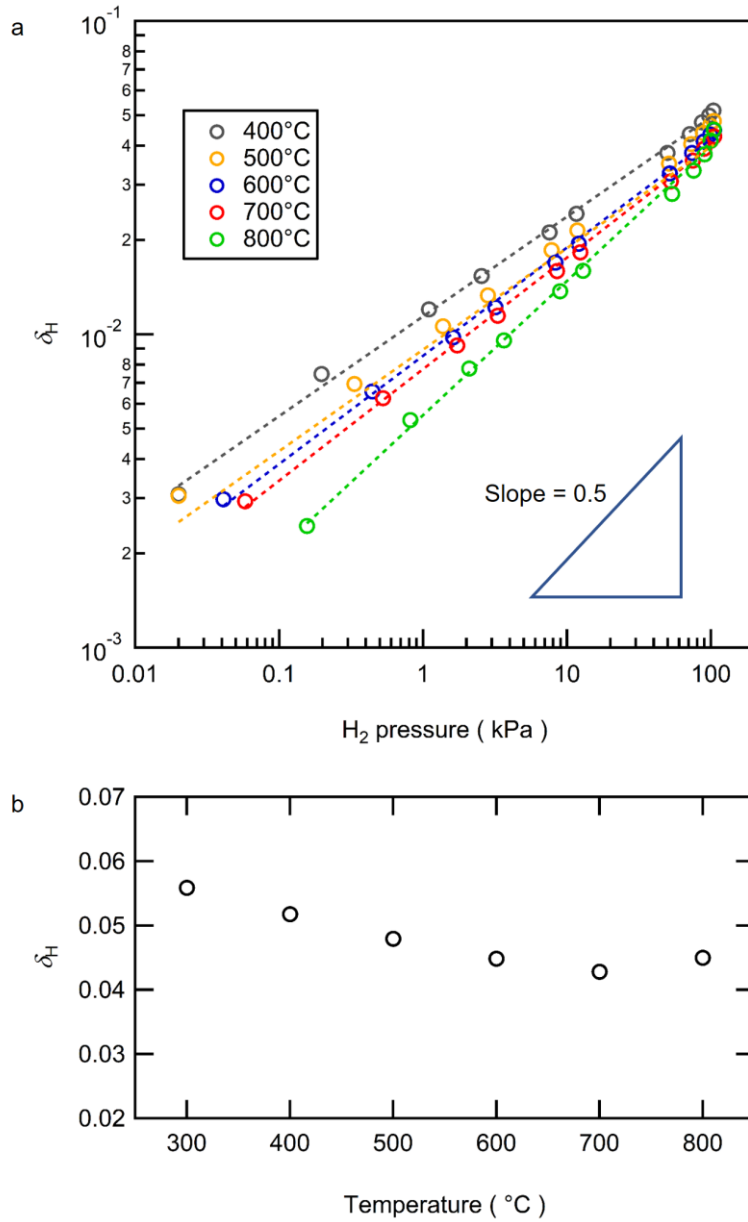 a
10⁻¹
8
7
6
5
4
3
2
10⁻²
8
7
6
5
4
3
2
10⁻³
δH
400°C
500°C
600°C
700°C
800°C
Slope = 0.5
0.01 0.1 1 10 100
H₂ pressure ( kPa )
b
0.07
0.06
0.05
0.04
0.03
0.02
δH
300 400 500 600 700 800
Temperature ( °C )